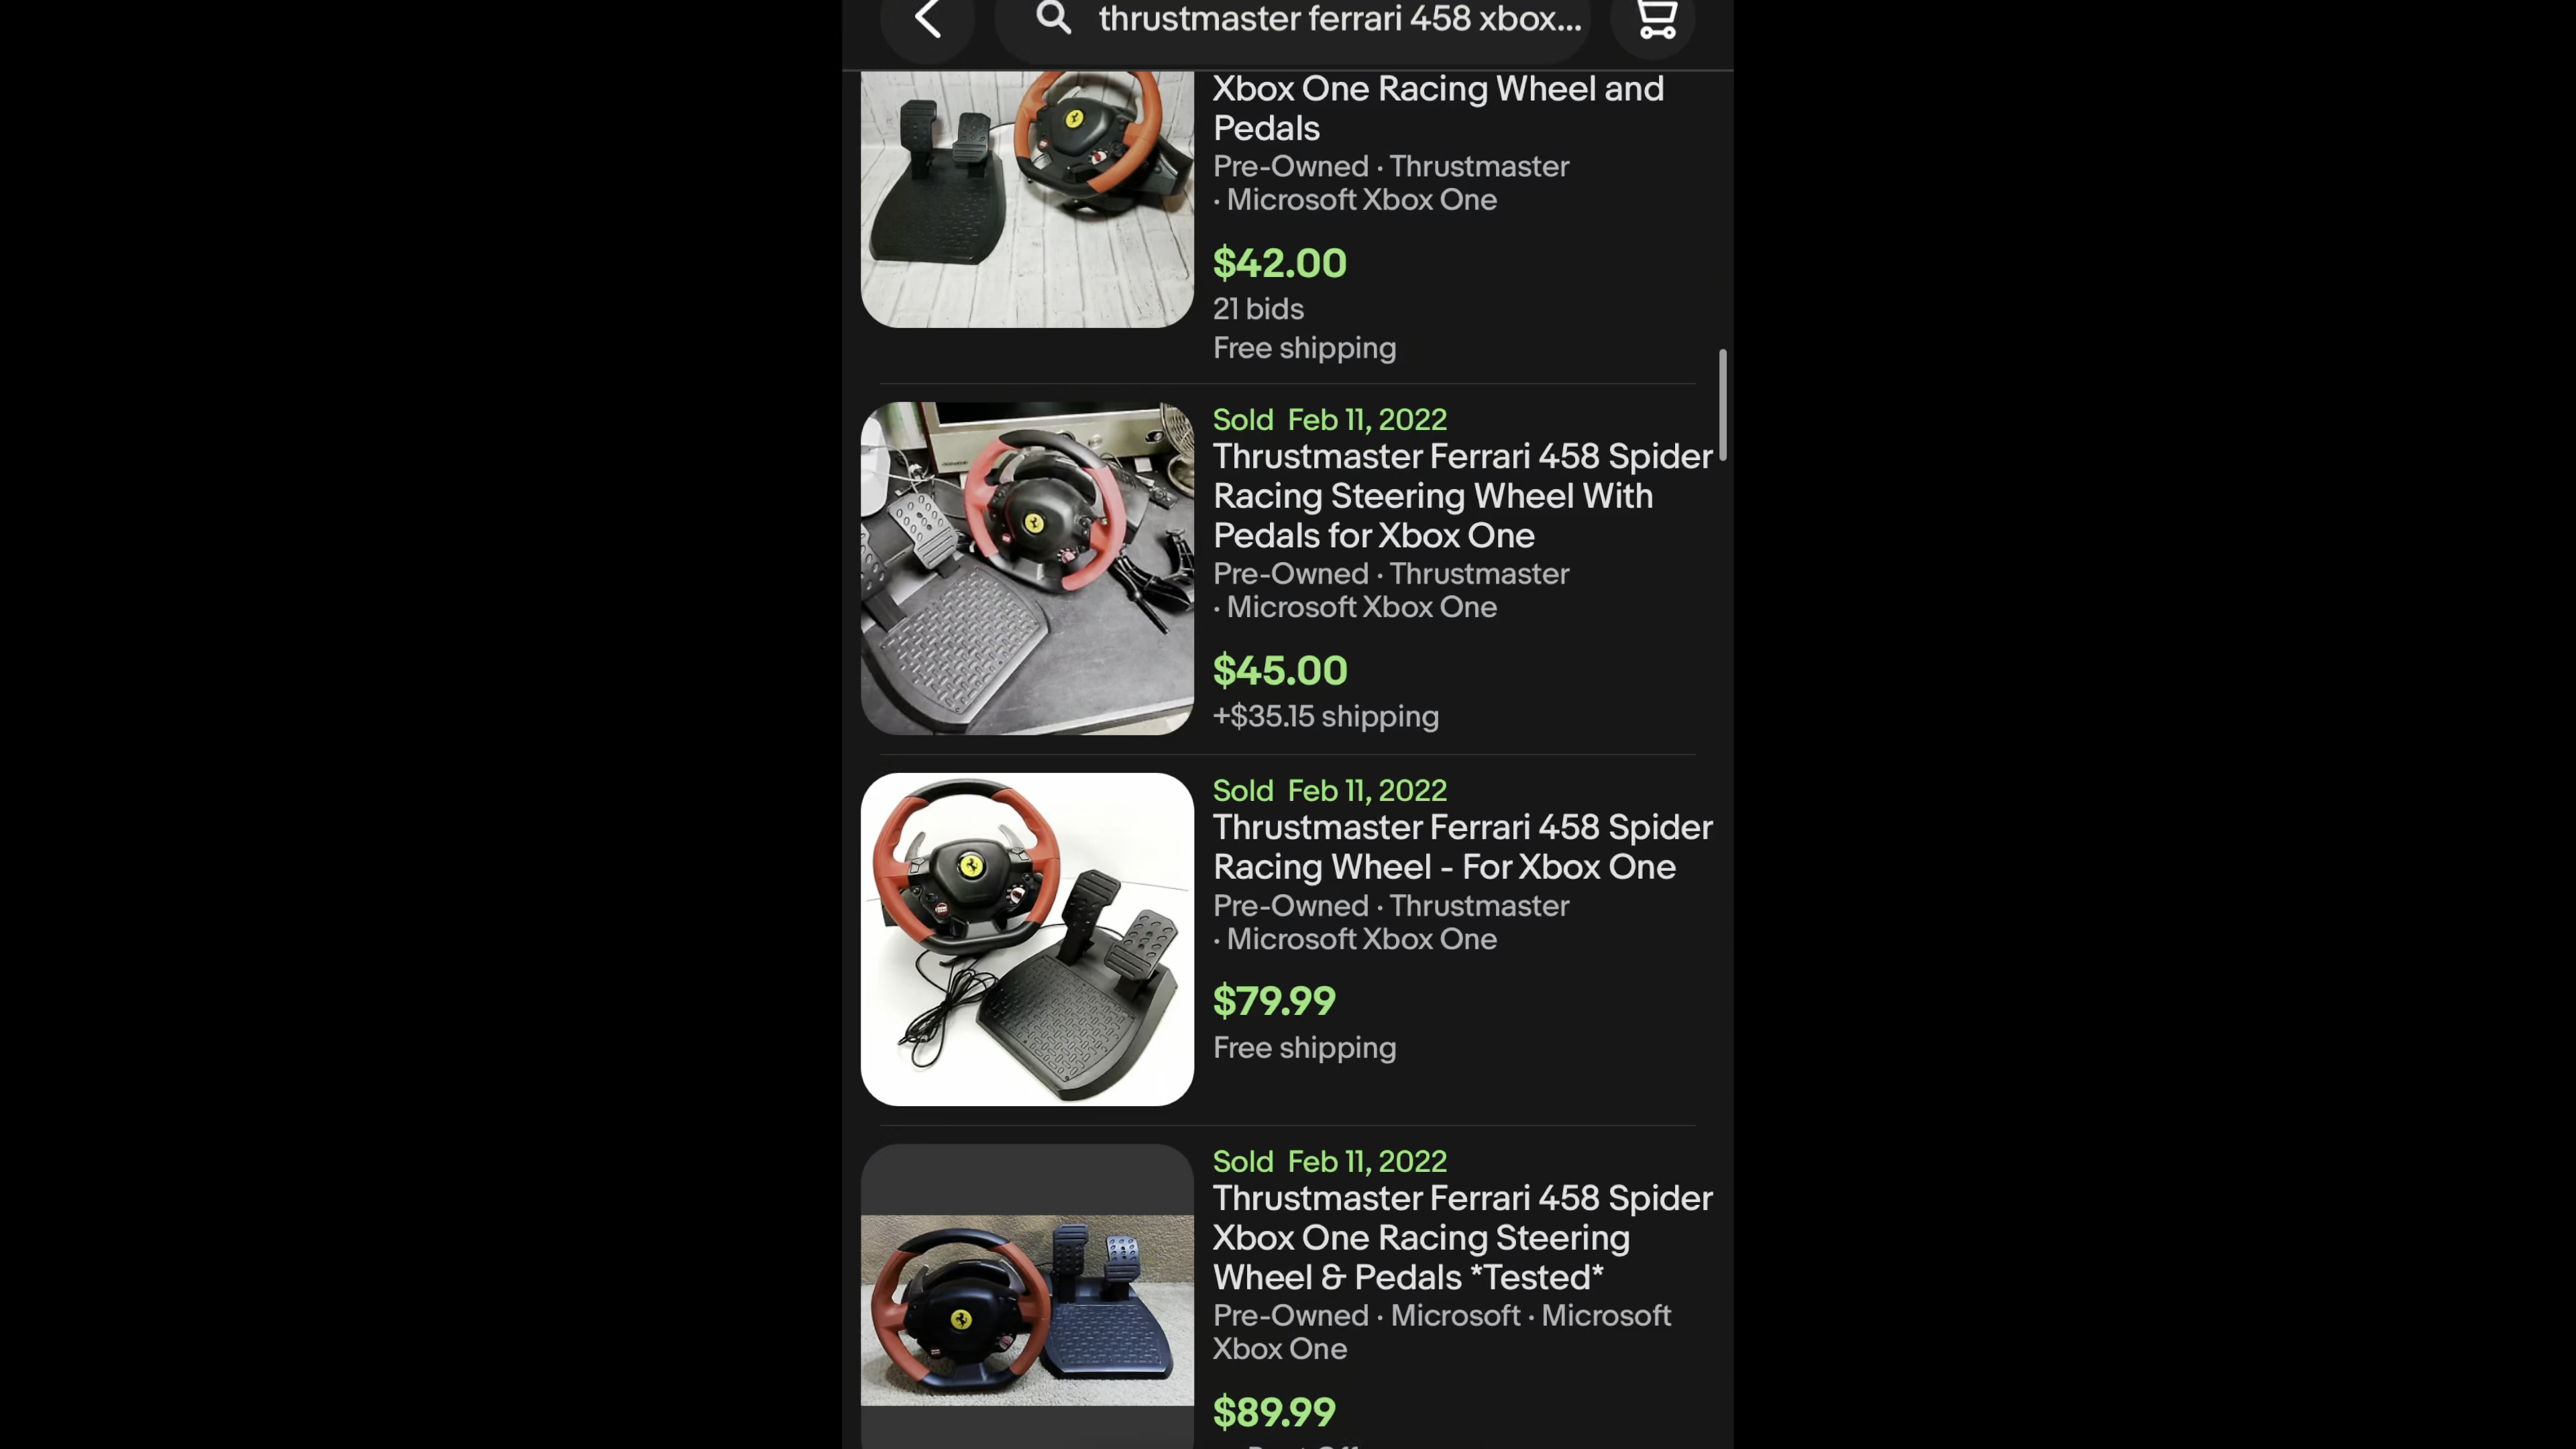 thrustmaster ferrari 458 xbox...
Xbox One Racing Wheel and
Pedals
Pre-Owned · Thrustmaster
· Microsoft Xbox One
$42.00
21 bids
Free shipping
Sold Feb 11, 2022
Thrustmaster Ferrari 458 Spider
Racing Steering Wheel With
Pedals for Xbox One
Pre-Owned · Thrustmaster
· Microsoft Xbox One
$45.00
+$35.15 shipping
Sold Feb 11, 2022
Thrustmaster Ferrari 458 Spider
Racing Wheel - For Xbox One
Pre-Owned · Thrustmaster
· Microsoft Xbox One
$79.99
Free shipping
Sold Feb 11, 2022
Thrustmaster Ferrari 458 Spider
Xbox One Racing Steering
Wheel & Pedals *Tested*
Pre-Owned · Microsoft · Microsoft
Xbox One
$89.99